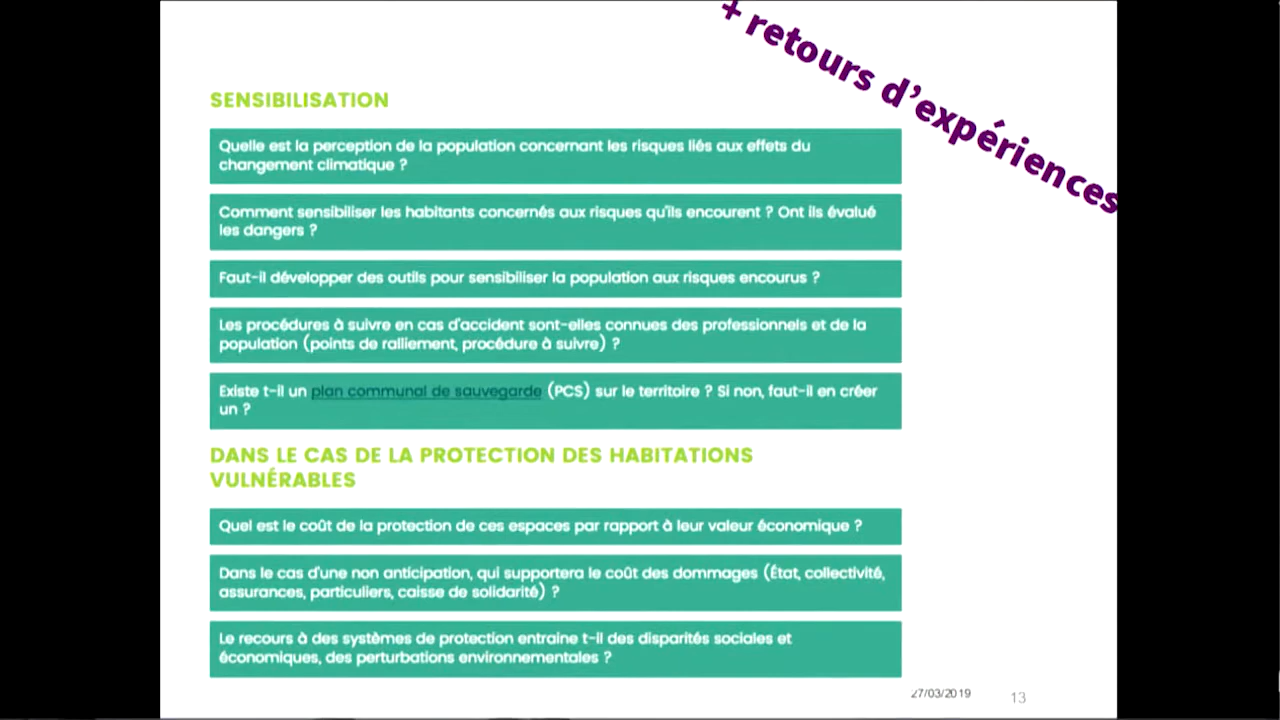 + retours d'expériences
SENSIBILISATION
Quelle est la perception de la population concernant les risques liés aux effets du
changement climatique ?
Comment sensibiliser les habitants concernés aux risques qu'ils encourent ? Ont ils évalué
les dangers ?
Faut-il développer des outils pour sensibiliser la population aux risques encourus ?
Les procédures à suivre en cas d'accident sont-elles connues des professionnels et de la
population (points de ralliement, procédure à suivre) ?
Existe t-il un plan communal de sauvegarde (PCS) sur le territoire ? Si non, faut-il en créer
un ?
DANS LE CAS DE LA PROTECTION DES HABITATIONS
VULNÉRABLES
Quel est le coût de la protection de ces espaces par rapport à leur valeur économique ?
Dans le cas d'une non anticipation, qui supportera le coût des dommages (État, collectivité,
assurances, particuliers, caisse de solidarité) ?
Le recours à des systèmes de protection entraine t-il des disparités sociales et
économiques, des perturbations environnementales ?
27/03/2019
13